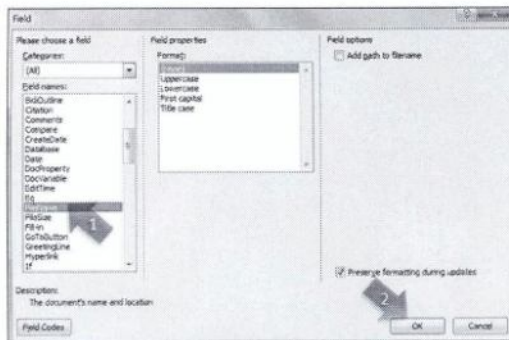 Field
Please choose a field
Categories:
(All)
Field names:
BidiOutline
Citation
Comments
Compare
CreateDate
Database
Date
DocProperty
DocVariable
EditTime
Eq
FileName
FileSize
Fill-in
GoToButton
GreetingLine
Hyperlink
If
1
Field properties
Format:
(none)
Uppercase
Lowercase
First capital
Title case
Field options
Add path to filename
Preserve formatting during updates
Description:
The document's name and location
2
Field Codes
OK
Cancel